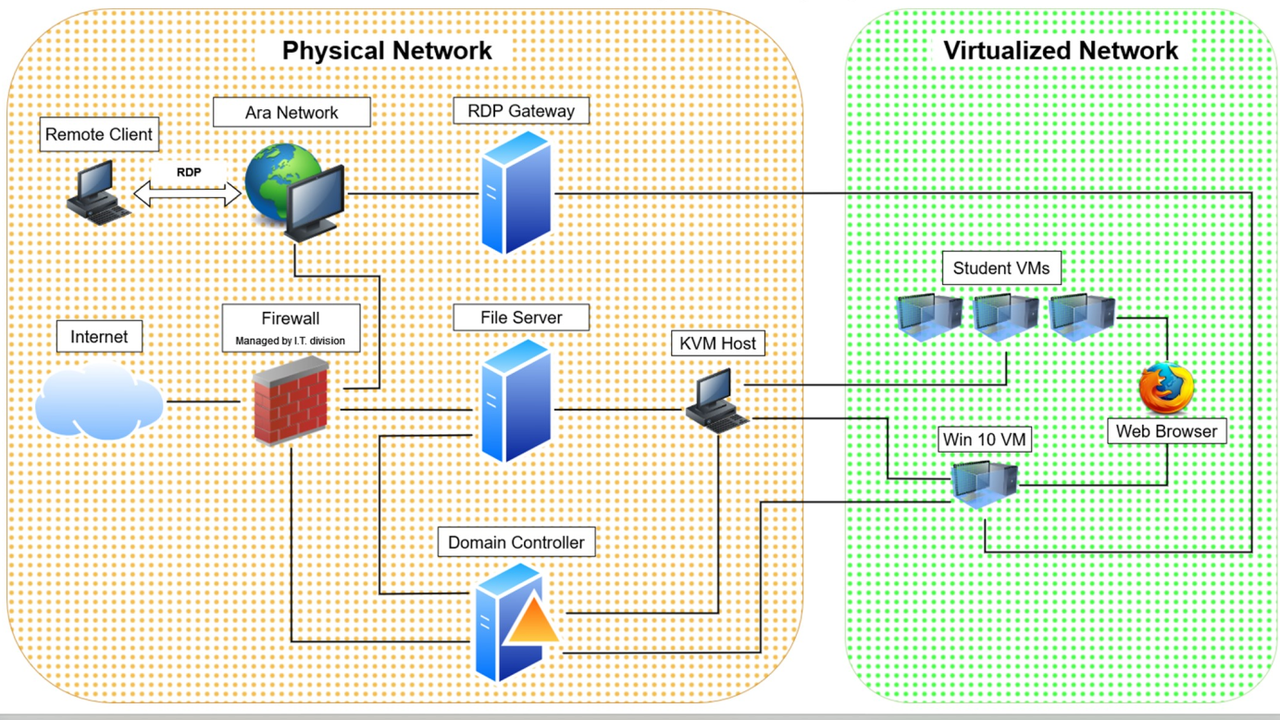 Physical Network
Virtualized Network
Remote Client
Ara Network
RDP Gateway
RDP
Student VMs
Internet
Firewall
Managed by I.T. division
File Server
KVM Host
Web Browser
Win 10 VM
Domain Controller